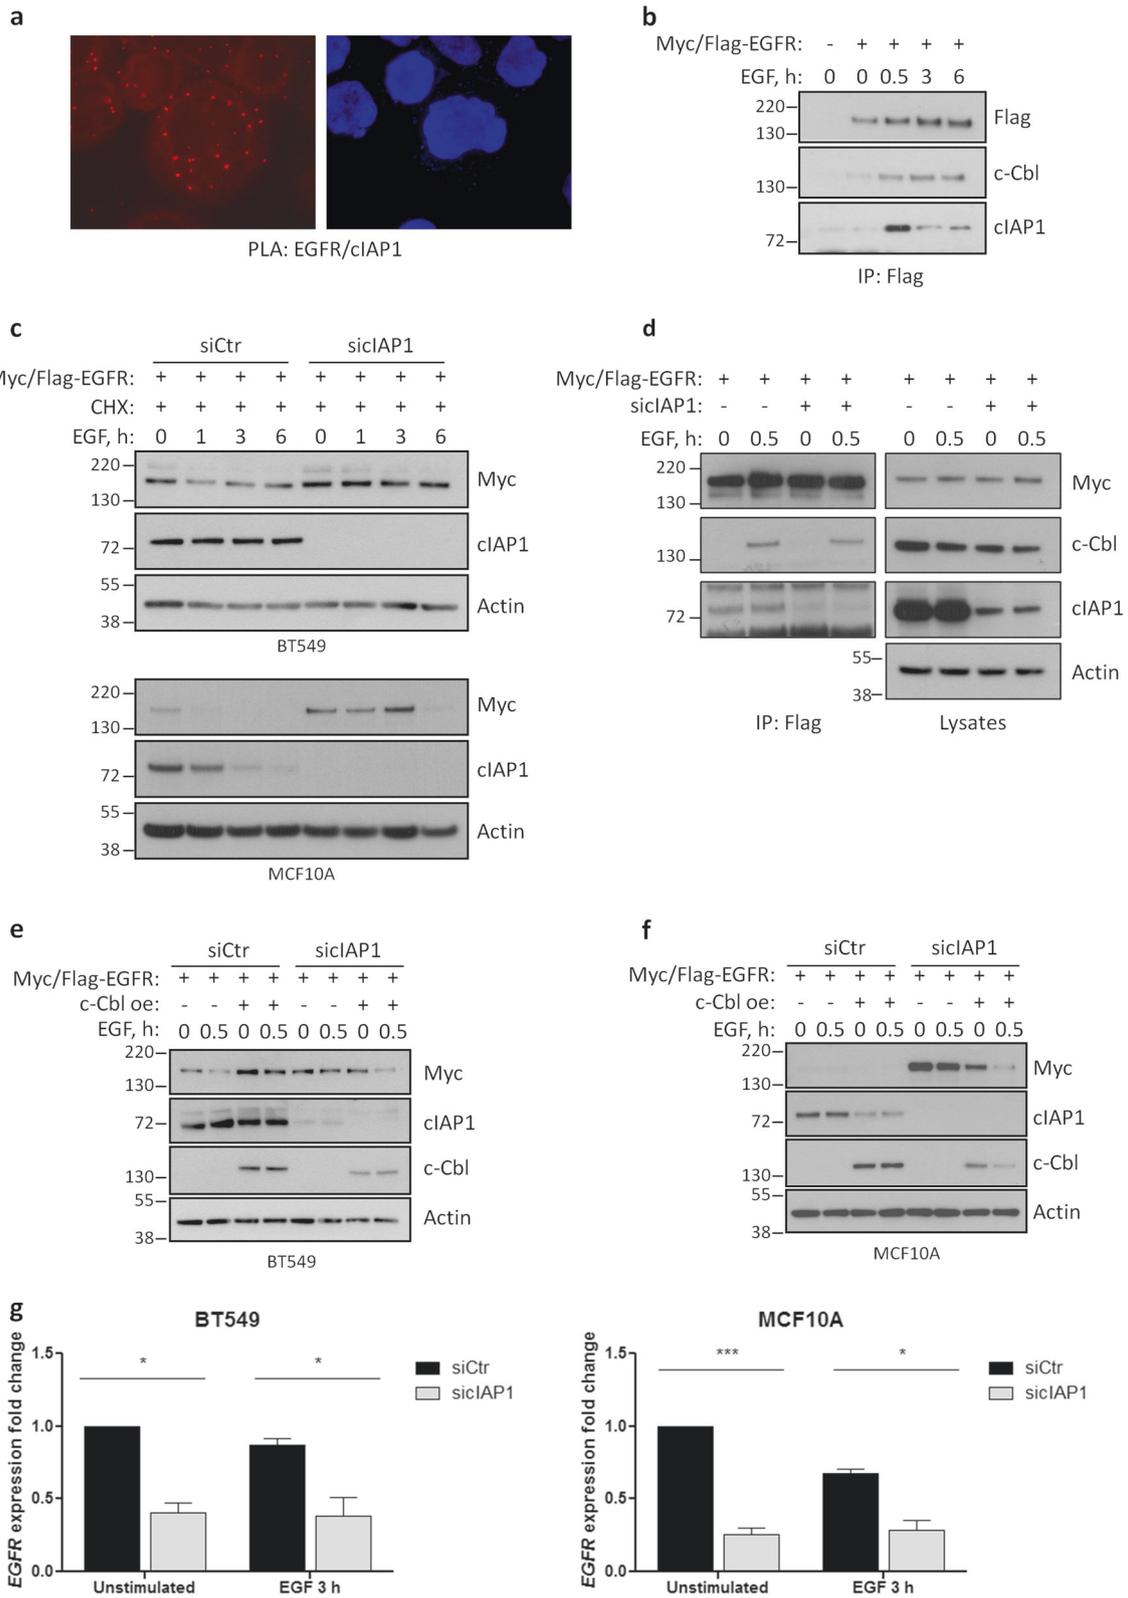 a
PLA: EGFR/cIAP1
b
Myc/Flag-EGFR: - + + + +
EGF, h: 0 0 0.5 3 6
220
130
Flag
130
c-Cbl
72
cIAP1
IP: Flag
c
siCtr sicIAP1
Myc/Flag-EGFR: + + + + + + + +
CHX: + + + + + + + +
EGF, h: 0 1 3 6 0 1 3 6
220
130
Myc
72
cIAP1
55
38
Actin
BT549
220
130
Myc
72
cIAP1
55
38
Actin
MCF10A
d
Myc/Flag-EGFR: + + + + + + + +
sicIAP1: - - + + - - + +
EGF, h: 0 0.5 0 0.5 0 0.5 0 0.5
220
130
Myc
130
c-Cbl
72
cIAP1
55
38
Actin
IP: Flag Lysates
e
siCtr sicIAP1
Myc/Flag-EGFR: + + + + + + + +
c-Cbl oe: - - + + - - + +
EGF, h: 0 0.5 0 0.5 0 0.5 0 0.5
220
130
Myc
72
cIAP1
130
c-Cbl
55
38
Actin
BT549
f
siCtr sicIAP1
Myc/Flag-EGFR: + + + + + + + +
c-Cbl oe: - - + + - - + +
EGF, h: 0 0.5 0 0.5 0 0.5 0 0.5
220
130
Myc
72
cIAP1
130
c-Cbl
55
38
Actin
MCF10A
g
BT549
EGFR expression fold change
1.5
1.0
0.5
0.0
* *
siCtr
sicIAP1
Unstimulated EGF 3 h
MCF10A
EGFR expression fold change
1.5
1.0
0.5
0.0
*** *
siCtr
sicIAP1
Unstimulated EGF 3 h